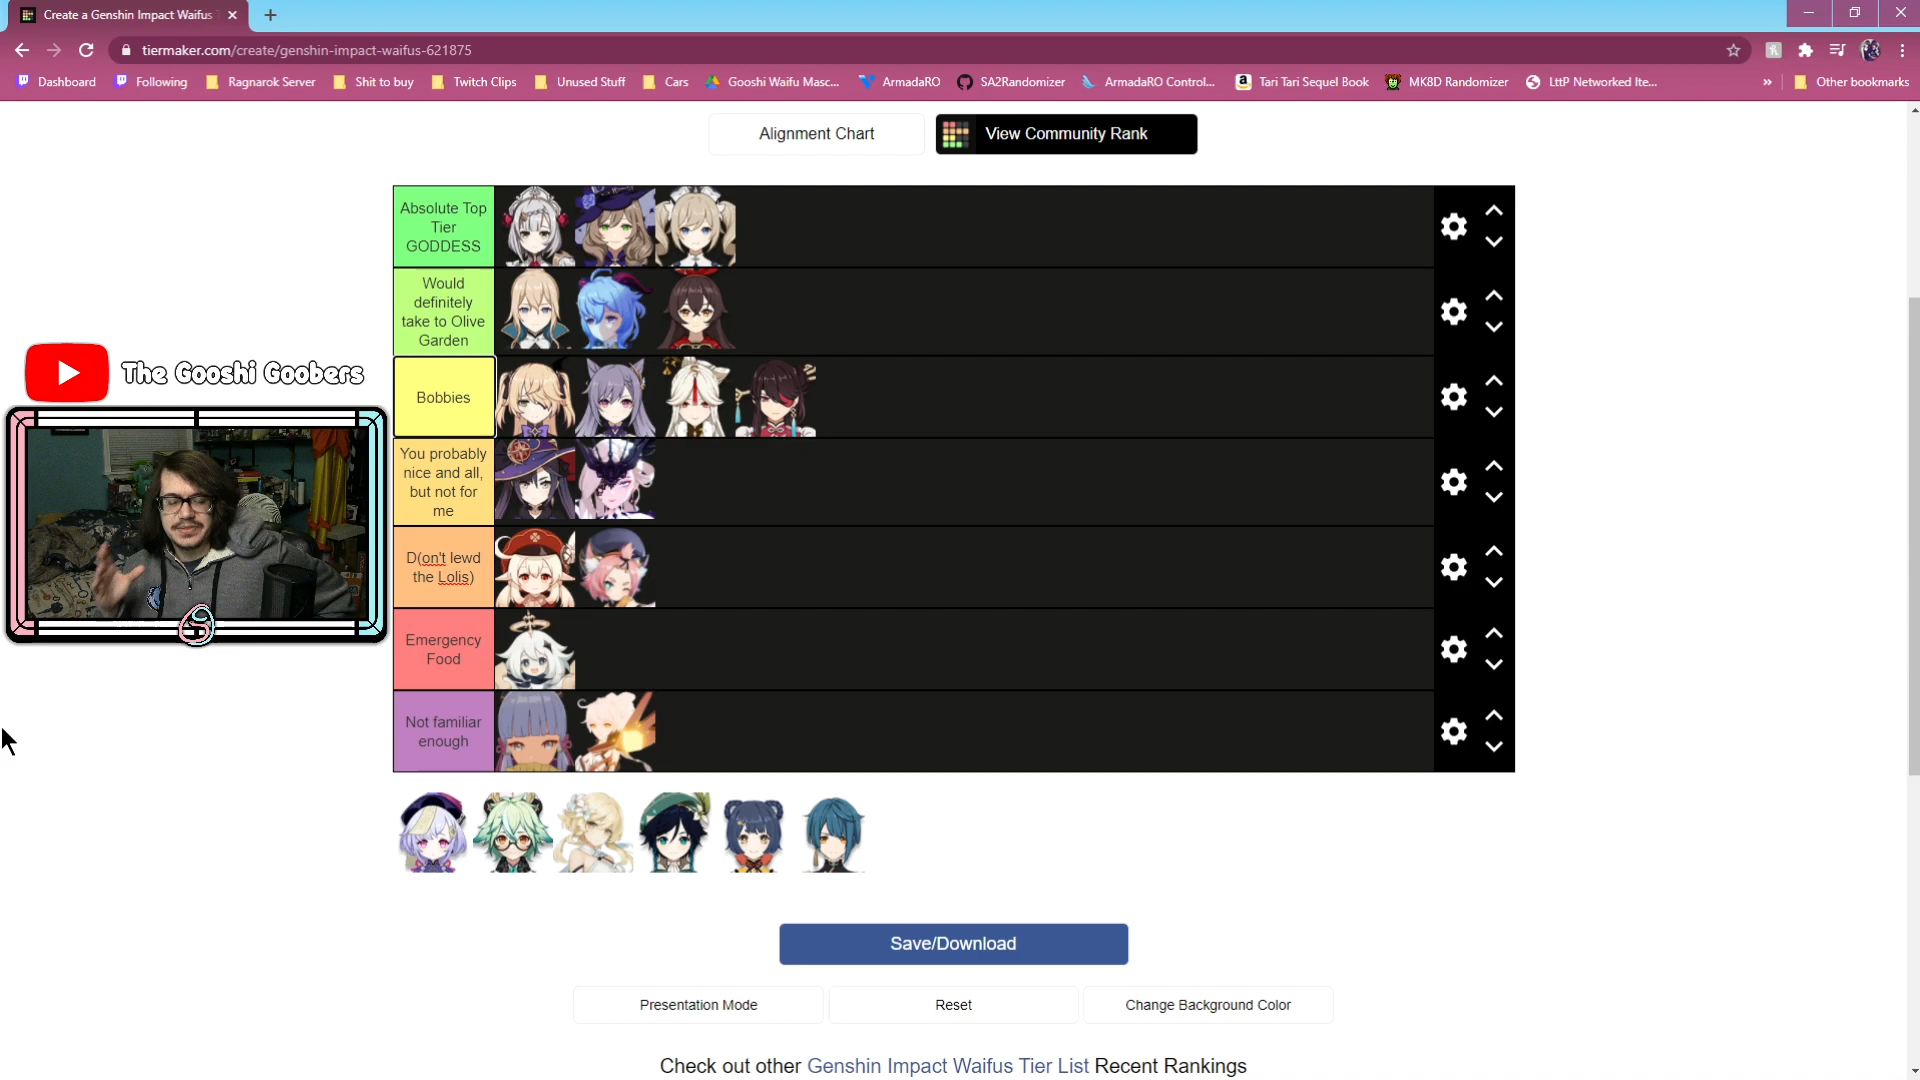 Create a Genshin Impact Waifus
tiermaker.com/create/genshin-impact-waifus-621875
Dashboard
Following
Ragnarok Server
Shit to buy
Twitch Clips
Unused Stuff
Cars
Gooshi Waifu Masc...
ArmadaRO
SA2Randomizer
ArmadaRO Control...
Tari Tari Sequel Book
MK8D Randomizer
LttP Networked Ite...
»
Other bookmarks
Alignment Chart
View Community Rank
Absolute Top
Tier
GODDESS
Would
definitely
take to Olive
Garden
The Gooshi Goobers
Bobbies
You probably
nice and all,
but not for
me
D(on't lewd
the Lolis)
Emergency
Food
Not familiar
enough
Save/Download
Presentation Mode
Reset
Change Background Color
Check out other Genshin Impact Waifus Tier List Recent Rankings